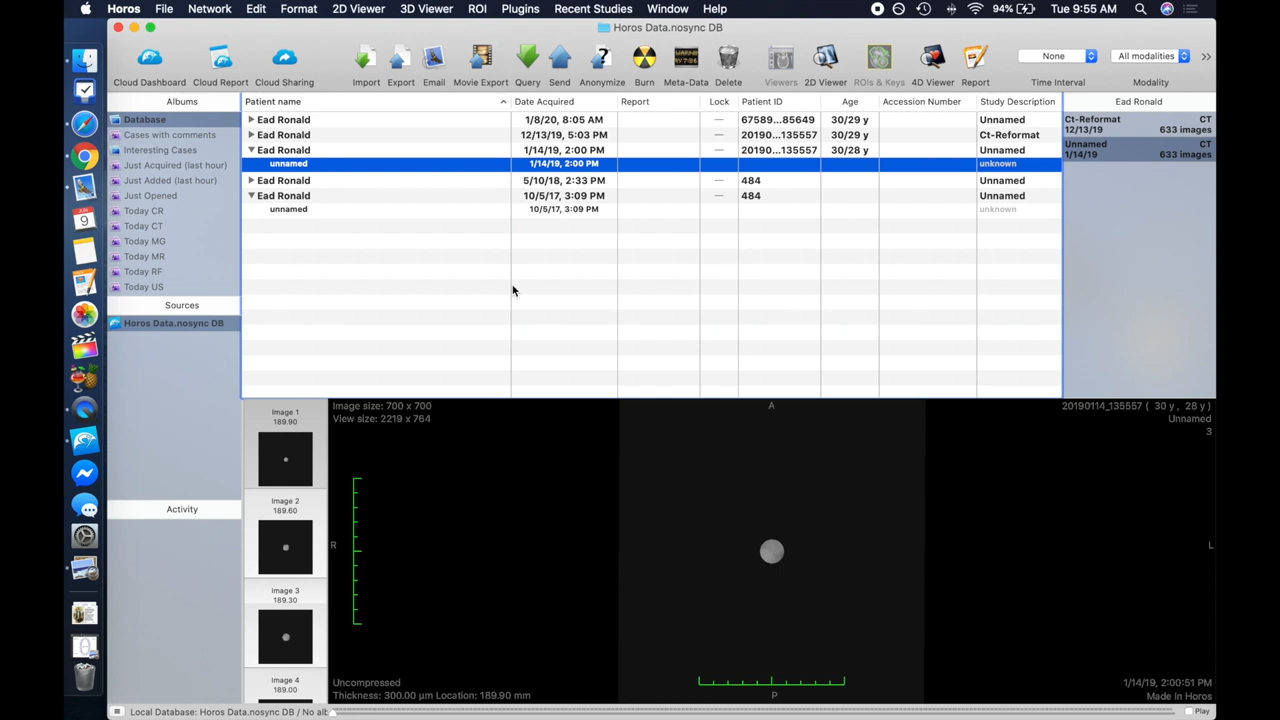 Horos File Network Edit Format 2D Viewer 3D Viewer ROI Plugins Recent Studies Window Help 94% Tue 9:55 AM
Horos Data.nosync DB
Cloud Dashboard Cloud Report Cloud Sharing Import Export Email Movie Export Query Send Anonymize Burn Meta-Data Delete Viewers 2D Viewer ROIs & Keys 4D Viewer Report None Time Interval All modalities Modality
Albums Patient name Date Acquired Report Lock Patient ID Age Accession Number Study Description Ead Ronald
Database
Cases with comments
Interesting Cases
Just Acquired (last hour)
Just Added (last hour)
Just Opened
Today CR
Today CT
Today MG
Today MR
Today RF
Today US
Sources
Horos Data.nosync DB
Activity
Ead Ronald 1/8/20, 8:05 AM — 67589...85649 30/29 y Unnamed
Ead Ronald 12/13/19, 5:03 PM — 20190...135557 30/29 y Ct-Reformat
Ead Ronald 1/14/19, 2:00 PM — 20190...135557 30/28 y Unnamed
unnamed 1/14/19, 2:00 PM unknown
Ead Ronald 5/10/18, 2:33 PM — 484 Unnamed
Ead Ronald 10/5/17, 3:09 PM — 484 Unnamed
unnamed 10/5/17, 3:09 PM unknown
Ct-Reformat CT
12/13/19 633 images
Unnamed CT
1/14/19 633 images
JUN
9
Image 1
189.90
Image 2
189.60
Image 3
189.30
Image 4
189.00
Image size: 700 x 700
View size: 2219 x 764
A
20190114_135557 ( 30 y , 28 y )
Unnamed
3
R
L
Uncompressed
Thickness: 300.00 µm Location: 189.90 mm
P
1/14/19, 2:00:51 PM
Made In Horos
Local Database: Horos Data.nosync DB / No alb
Play